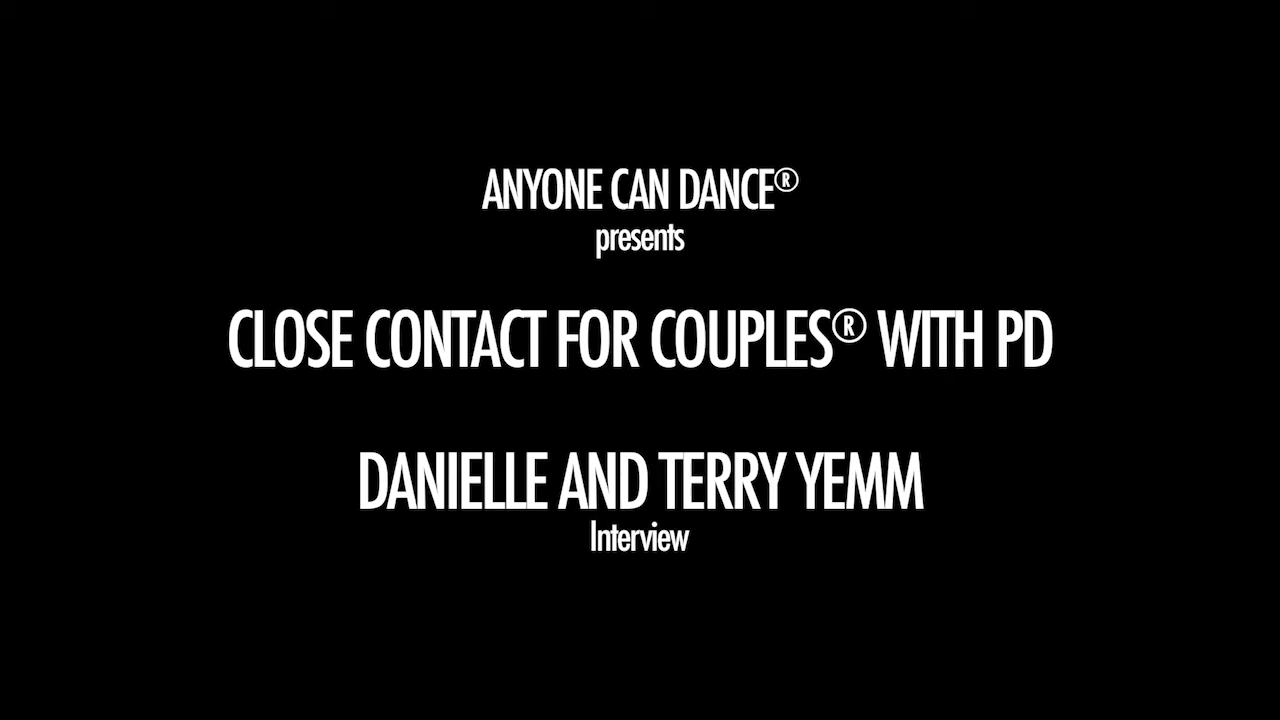 ANYONE CAN DANCE®
presents
CLOSE CONTACT FOR COUPLES® WITH PD
DANIELLE AND TERRY YEMM
Interview